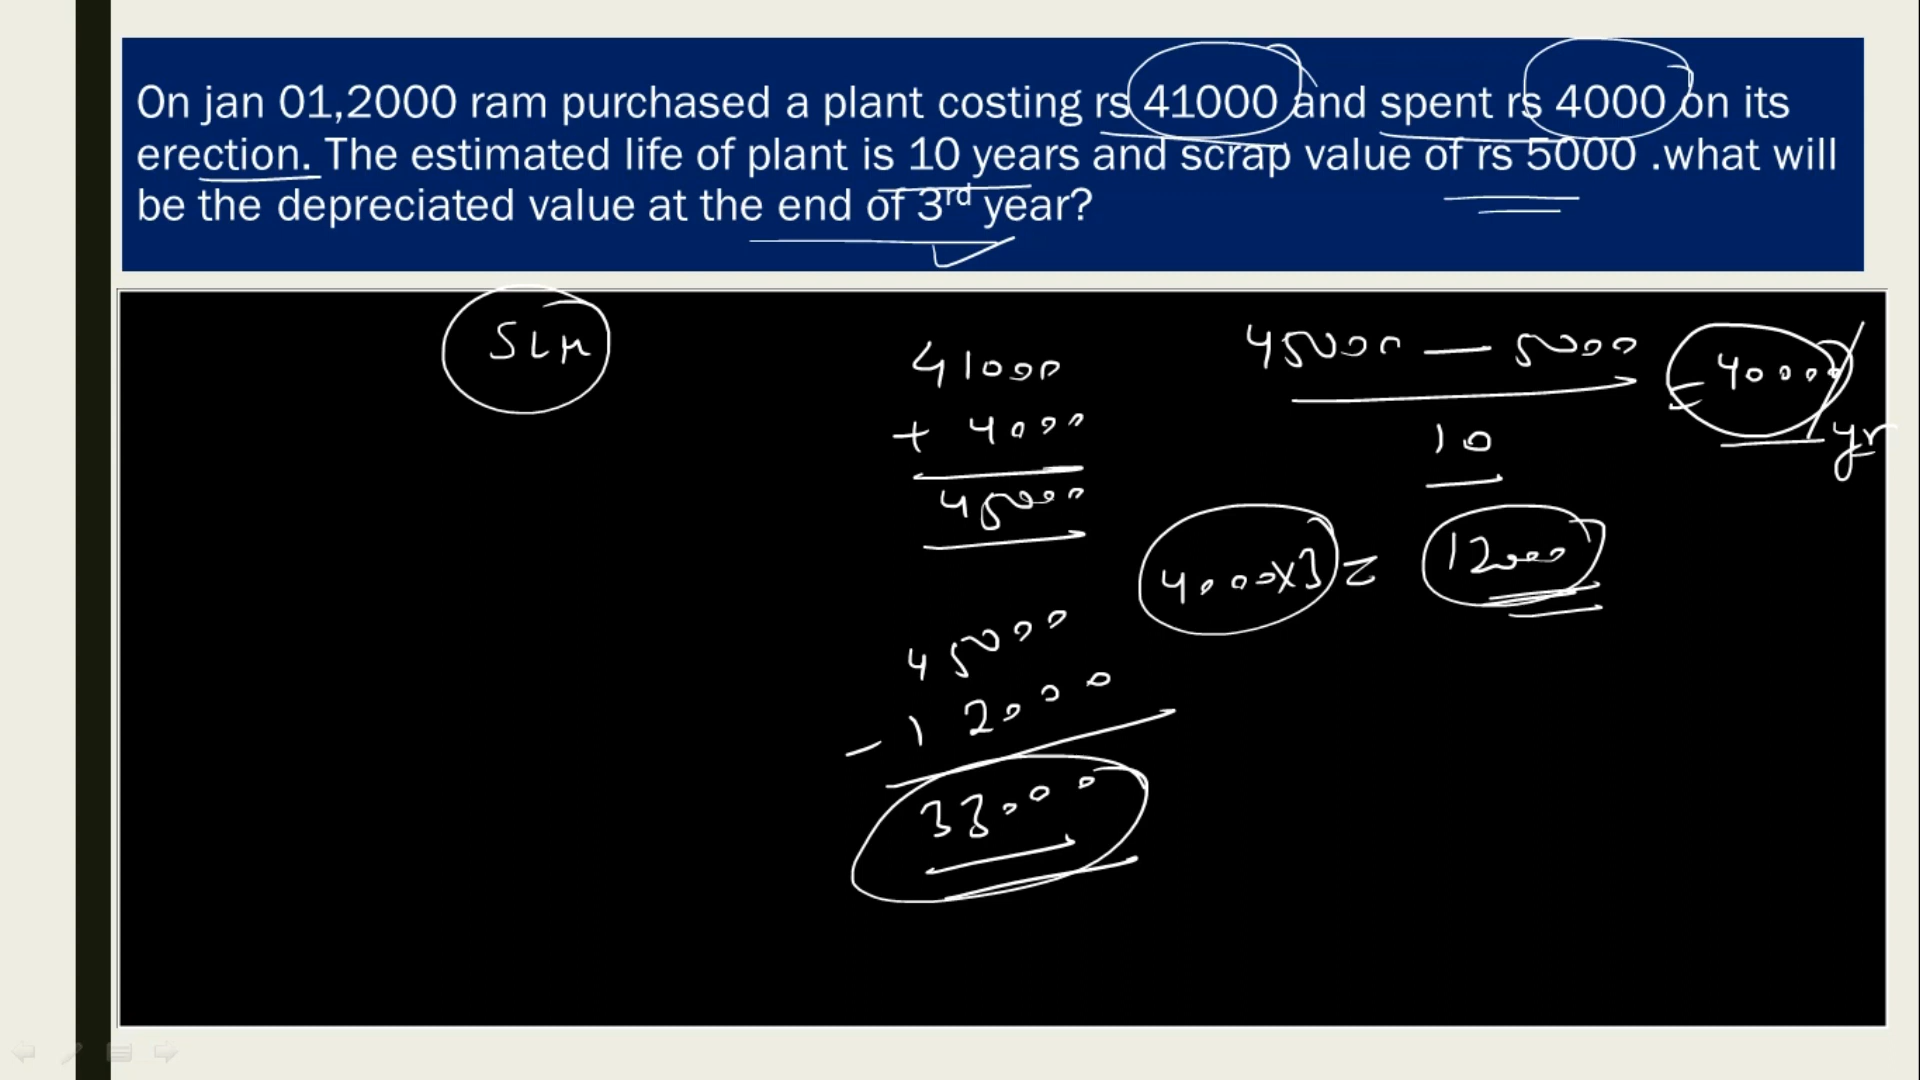 On jan 01,2000 ram purchased a plant costing rs 41000 and spent rs 4000 on its
erection. The estimated life of plant is 10 years and scrap value of rs 5000 .what will
be the depreciated value at the end of 3rd year?
SLM
41000
+ 4000
45000
45000 — 5000
10
= 4000/yr
4000x3 = 12000
45000
- 12000
33000